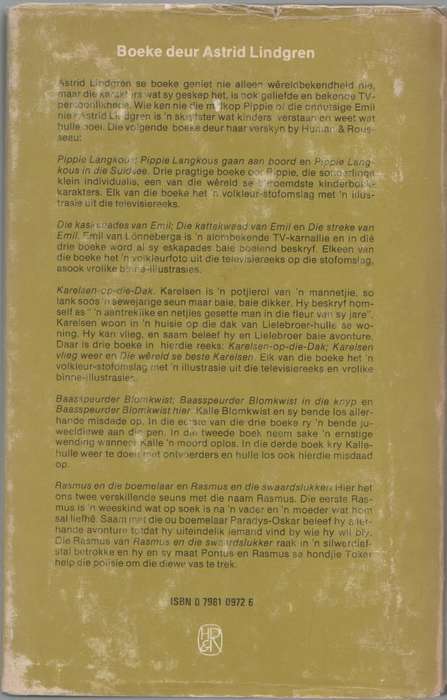 Boeke deur Astrid Lindgren
Astrid Lindgren se boeke geniet nie alleen wêreldbekendheid nie,
maar die karakters wat sy geskep het, is ook geliefde en bekende TV-
persoonlikhede. Wie ken nie die malkop Pippie of die onnutsige Emil
nie? Astrid Lindgren is 'n skryfster wat kinders verstaan en weet wat
hulle boei. Die volgende boeke deur haar verskyn by Human & Rous-
seau:
Pippie Langkous; Pippie Langkous gaan aan boord en Pippie Lang-
kous in die Suidsee. Drie pragtige boeke oor Pippie, die sonderlinge
klein individualis, een van die wêreld se beroemdste kinderboek-
karakters. Elk van die boeke het 'n volkleur-stofomslag met 'n illus-
trasie uit die televisiereeks.
Die kaskenades van Emil; Die kattekwaad van Emil en Die streke van
Emil. Emil van Lönneberga is 'n alombekende TV-karnallie en in dié
drie boeke word al sy eskapades baie boeiend beskryf. Elkeen van
die boeke het 'n volkleurfoto uit die televisiereeks op die stofomslag,
asook vrolike binne-illustrasies.
Karelsen-op-die-Dak. Karelsen is 'n potjierol van 'n mannetjie, so
lank soos 'n sewejarige seun maar baie, baie dikker. Hy beskryf hom-
self as " 'n aantreklike en netjies gesette man in die fleur van sy jare".
Karelsen woon in 'n huisie op die dak van Lielebroer-hulle se wo-
ning. Hy kan vlieg, en saam beleef hy en Lielebroer baie avonture.
Daar is drie boeke in hierdie reeks: Karelsen-op-die-Dak; Karelsen
vlieg weer en Die wêreld se beste Karelsen. Elk van die boeke het 'n
volkleur-stofomslag met 'n illustrasie uit die televisiereeks en vrolike
binne-illustrasies.
Baasspeurder Blomkwist; Baasspeurder Blomkwist in die knyp en
Baasspeurder Blomkwist hier. Kalle Blomkwist en sy bende los aller-
hande misdade op. In die eerste van die drie boeke ry 'n bende ju-
weeldiewe aan die pen. In die tweede boek neem sake 'n ernstige
wending wanneer Kalle 'n moord oplos. In die derde boek kry Kalle-
hulle weer te doen met ontvoerders en hulle los ook hierdie misdaad
op.
Rasmus en die boemelaar en Rasmus en die swaardslukker. Hier het
ons twee verskillende seuns met die naam Rasmus. Die eerste Ras-
mus is 'n weeskind wat op soek is na 'n vader en 'n moeder wat hom
sal liefhê. Saam met die ou boemelaar Paradys-Oskar beleef hy aller-
hande avonture totdat hy uiteindelik iemand vind by wie hy wil bly.
Die Rasmus van Rasmus en die swaardslukker raak in 'n silwerdief-
stal betrokke en hy en sy maat Pontus en Rasmus se hondjie Toker
help die polisie om die diewe vas te trek.
ISBN 0 7981 0972 6
H
R
&R